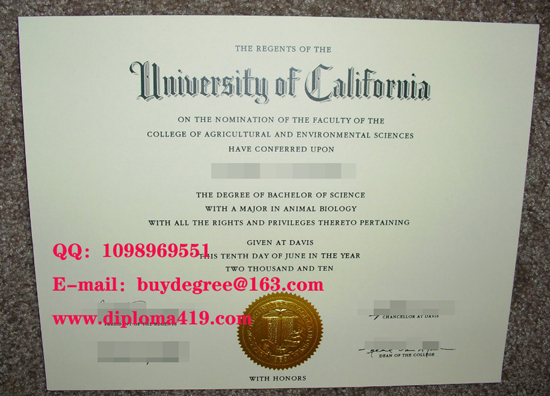 THE REGENTS OF THE
University of California
ON THE NOMINATION OF THE FACULTY OF THE
COLLEGE OF AGRICULTURAL AND ENVIRONMENTAL SCIENCES
HAVE CONFERRED UPON
THE DEGREE OF BACHELOR OF SCIENCE
WITH A MAJOR IN ANIMAL BIOLOGY
WITH ALL THE RIGHTS AND PRIVILEGES THERETO PERTAINING
GIVEN AT DAVIS
THIS TENTH DAY OF JUNE IN THE YEAR
TWO THOUSAND AND TEN
QQ: 1098969551
E-mail: buydegree@163.com
www.diploma419.com
CHANCELLOR AT DAVIS
DEAN OF THE COLLEGE
WITH HONORS